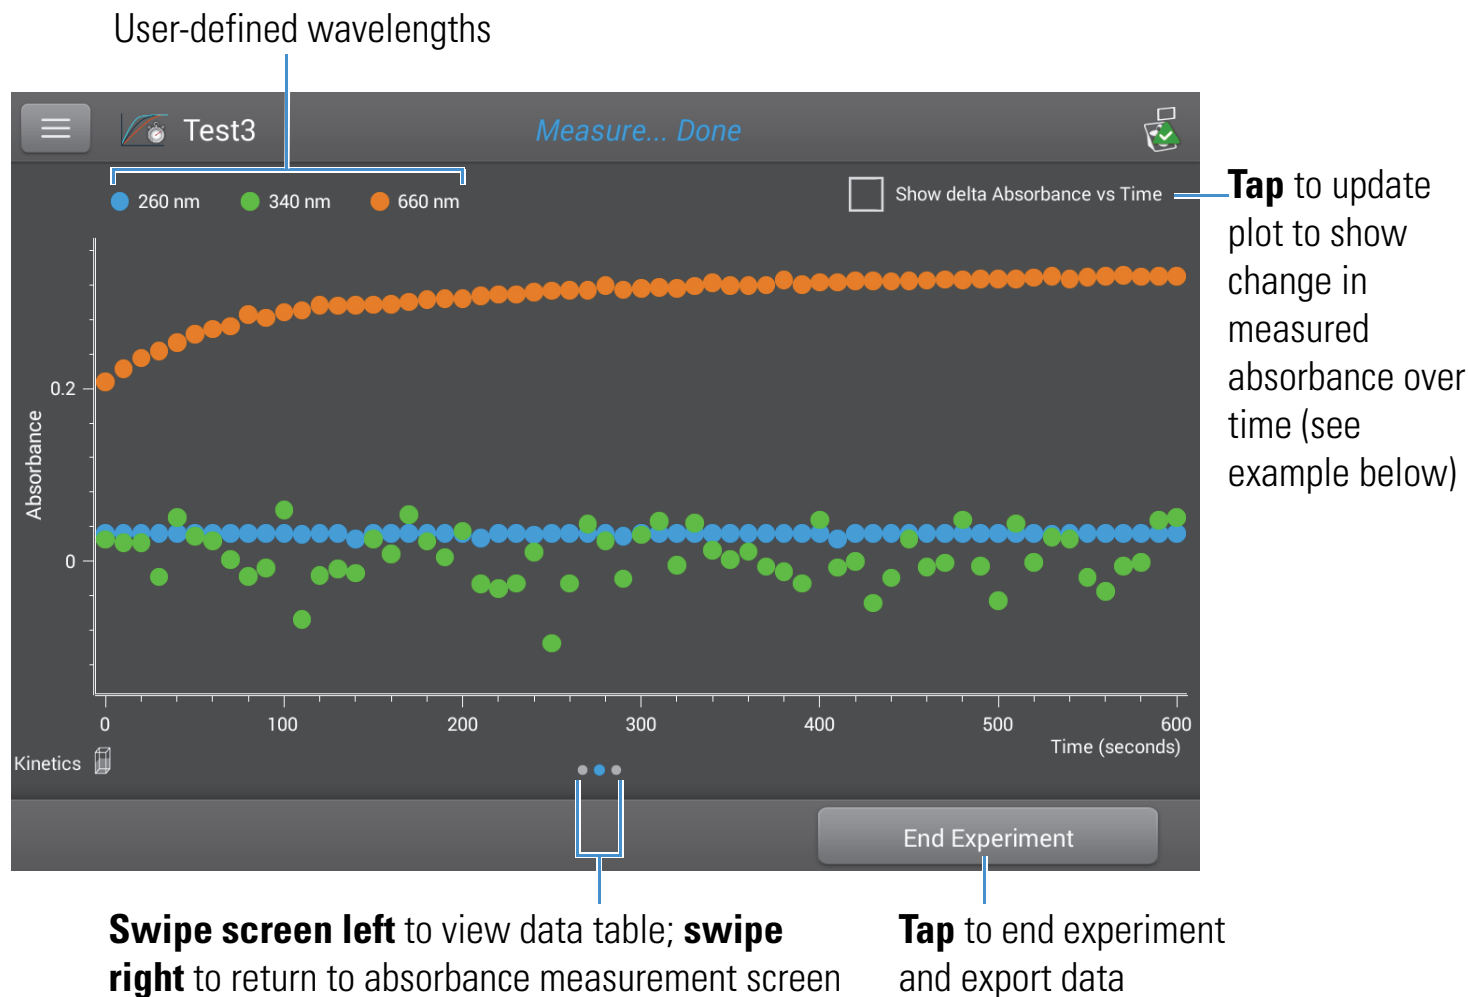 User-defined wavelengths
Test3
Measure... Done
260 nm 340 nm 660 nm
Show delta Absorbance vs Time
Tap to update
plot to show
change in
measured
absorbance over
time (see
example below)
Absorbance
0.2
0
0 100 200 300 400 500 600
Time (seconds)
Kinetics
End Experiment
Swipe screen left to view data table; swipe
right to return to absorbance measurement screen
Tap to end experiment
and export data